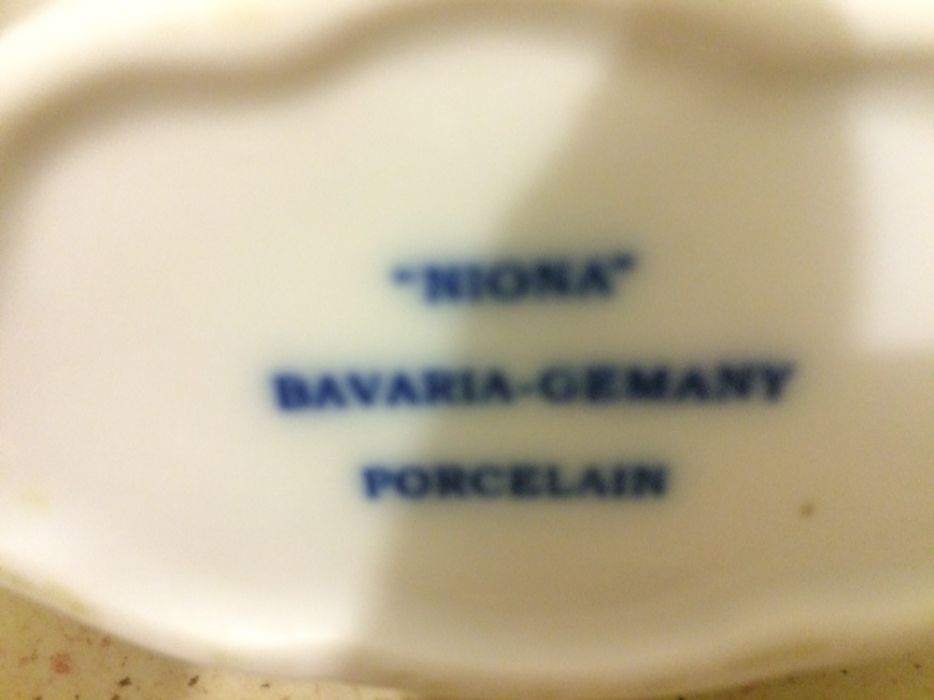 "NIONA"
BAVARIA-GEMANY
PORCELAIN